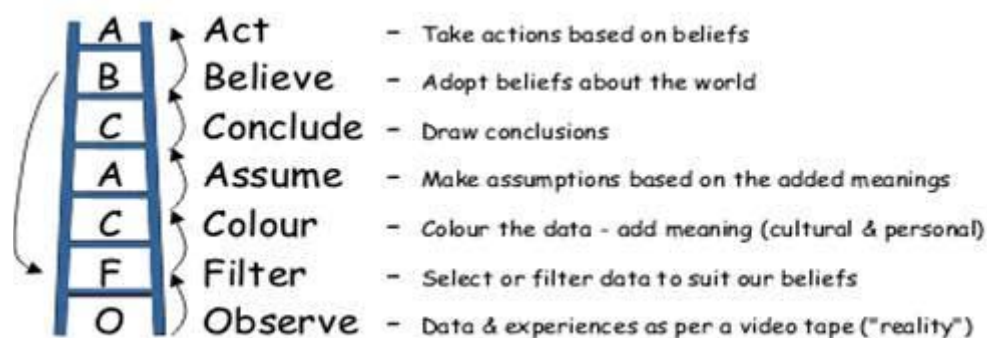 A Act - Take actions based on beliefs
B Believe - Adopt beliefs about the world
C Conclude - Draw conclusions
A Assume - Make assumptions based on the added meanings
C Colour - Colour the data - add meaning (cultural & personal)
F Filter - Select or filter data to suit our beliefs
O Observe - Data & experiences as per a video tape ("reality")